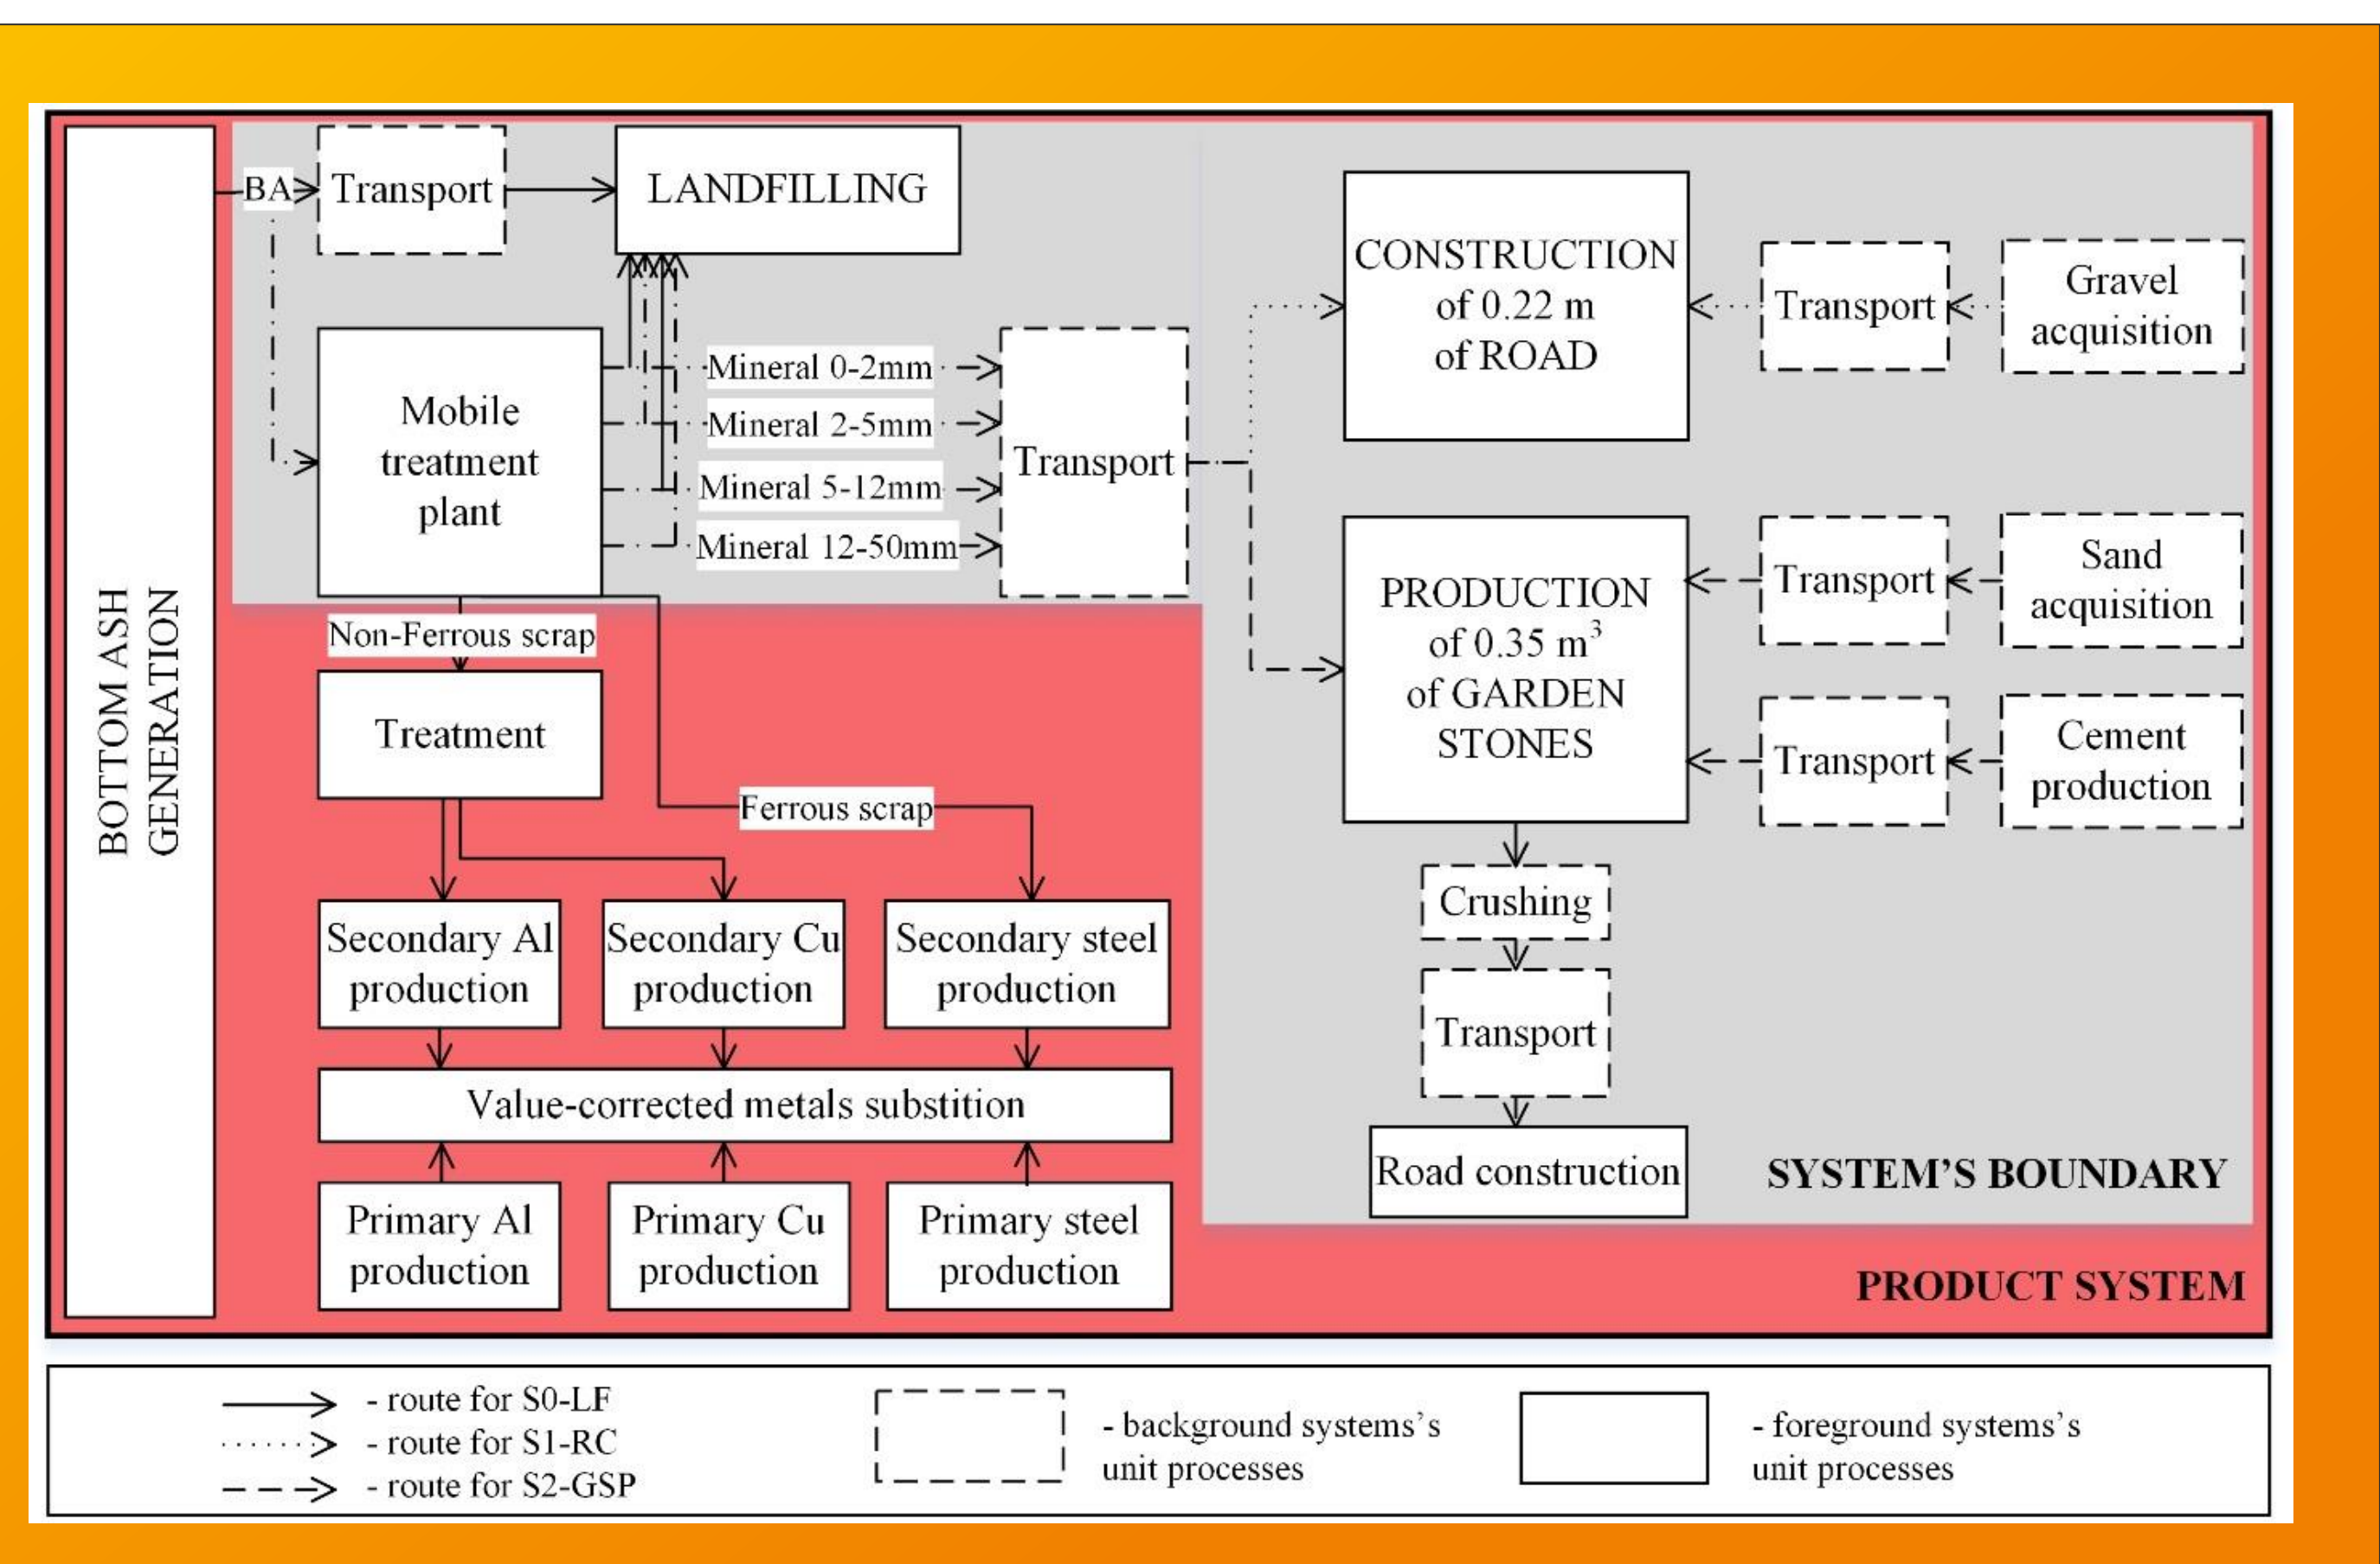 BOTTOM ASH
GENERATION
BA
Transport
LANDFILLING
Mobile
treatment
plant
Mineral 0-2mm
Mineral 2-5mm
Mineral 5-12mm
Mineral 12-50mm
Transport
CONSTRUCTION
of 0.22 m
of ROAD
Transport
Gravel
acquisition
PRODUCTION
of 0.35 m³
of GARDEN
STONES
Transport
Sand
acquisition
Transport
Cement
production
Crushing
Transport
Road construction
Non-Ferrous scrap
Treatment
Ferrous scrap
Secondary Al
production
Secondary Cu
production
Secondary steel
production
Value-corrected metals substition
Primary Al
production
Primary Cu
production
Primary steel
production
SYSTEM'S BOUNDARY
PRODUCT SYSTEM
- route for S0-LF
- route for S1-RC
- route for S2-GSP
- background systems's
unit processes
- foreground systems's
unit processes